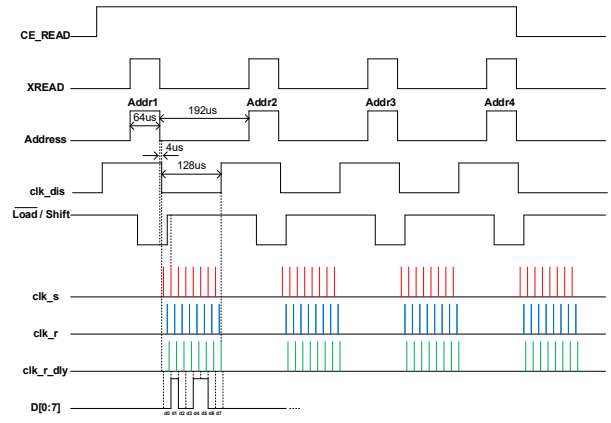 CE_READ
XREAD
Addr1 Addr2 Addr3 Addr4
64us 192us
Address
4us
128us
clk_dis
Load / Shift
clk_s
clk_r
clk_r_dly
D[0:7]
d0 d1 d2 d3 d4 d5 d6 d7 ....